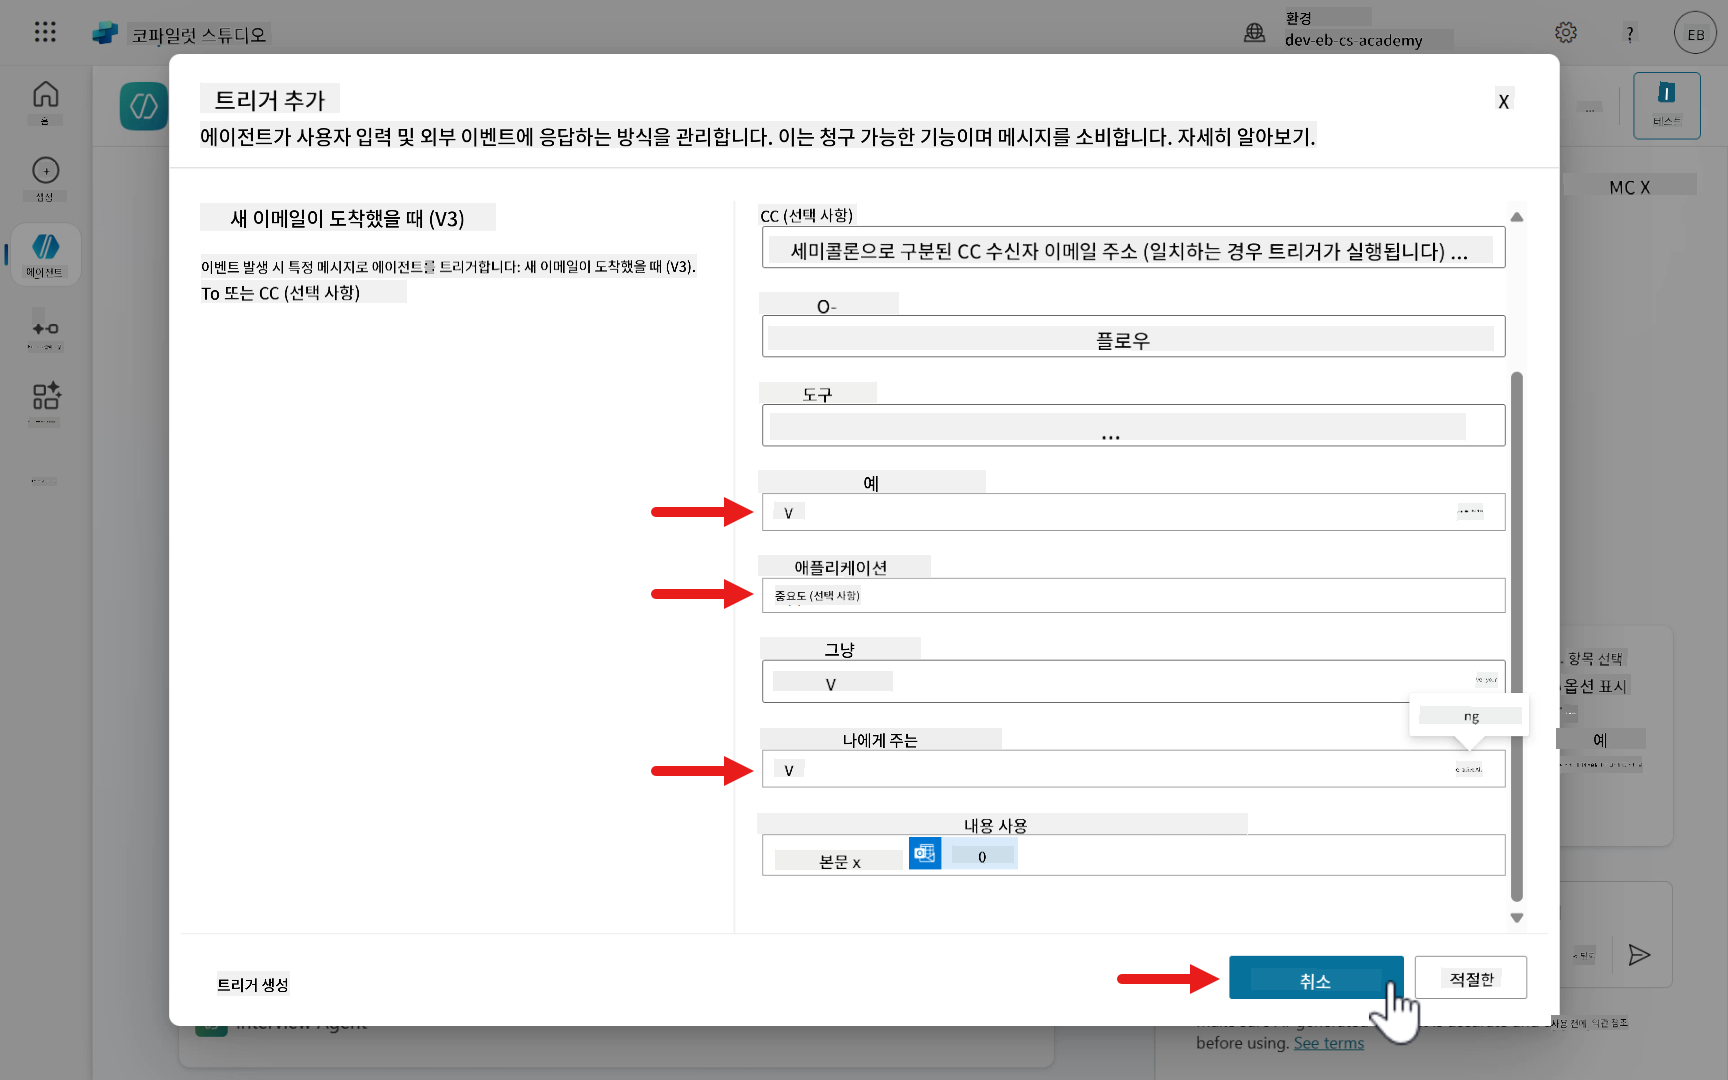 코파일럿 스튜디오
환경
dev-eb-cs-academy
?
EB
홈
생성
에이전트
트리거 추가
X
에이전트가 사용자 입력 및 외부 이벤트에 응답하는 방식을 관리합니다. 이는 청구 가능한 기능이며 메시지를 소비합니다. 자세히 알아보기.
...
테스트
MC X
새 이메일이 도착했을 때 (V3)
이벤트 발생 시 특정 메시지로 에이전트를 트리거합니다: 새 이메일이 도착했을 때 (V3).
To 또는 CC (선택 사항)
CC (선택 사항)
세미콜론으로 구분된 CC 수신자 이메일 주소 (일치하는 경우 트리거가 실행됩니다) ...
O-
플로우
도구
...
예
V
애플리케이션
중요도 (선택 사항)
그냥
V
ng
나에게 주는
V
내용 사용
본문 x
()
항목 선택
옵션 표시
예
트리거 생성
취소
적절한
Interview Agent
before using. See terms